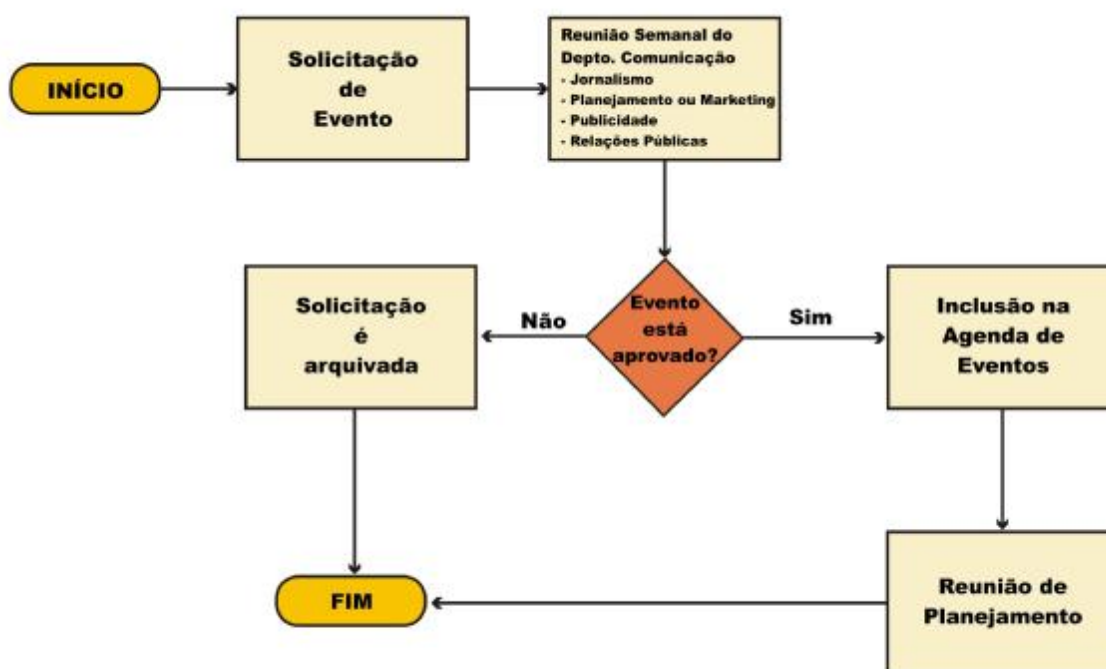 INÍCIO
Solicitação
de
Evento
Reunião Semanal do
Depto. Comunicação
- Jornalismo
- Planejamento ou Marketing
- Publicidade
- Relações Públicas
Solicitação
é
arquivada
Não
Evento
está
aprovado?
Sim
Inclusão na
Agenda de
Eventos
FIM
Reunião de
Planejamento